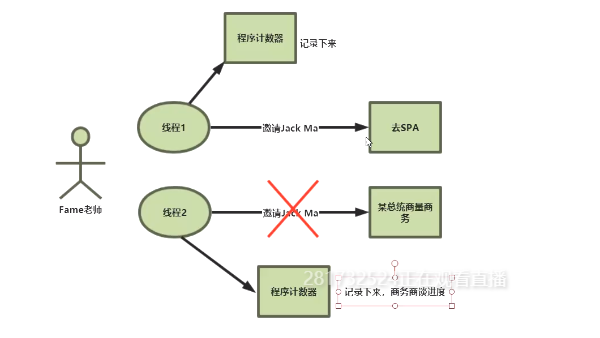 程序计数器
记录下来
线程1
邀请Jack Ma
去SPA
Fame老师
线程2
邀请Jack Ma
某总统商量商
务
程序计数器
记录下来，商务商谈进度
正在观看直播